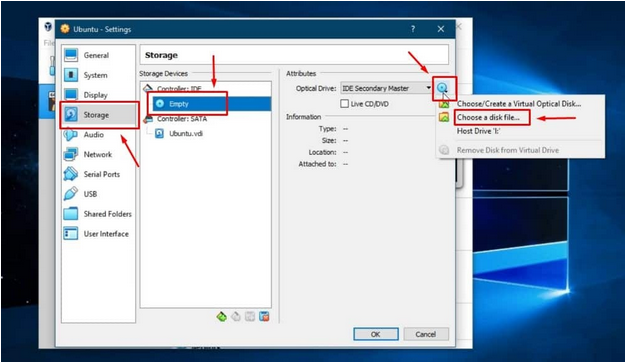 Ubuntu - Settings
?
File
General
System
Display
Storage
Audio
Network
Serial Ports
USB
Shared Folders
User Interface
Storage
Storage Devices
Controller: IDE
Empty
Controller: SATA
Ubuntu.vdi
Attributes
Optical Drive: IDE Secondary Master
Live CD/DVD
Information
Type: --
Size: --
Location: --
Attached to: --
Choose/Create a Virtual Optical Disk...
Choose a disk file...
Host Drive 'I:'
Remove Disk from Virtual Drive
OK Cancel